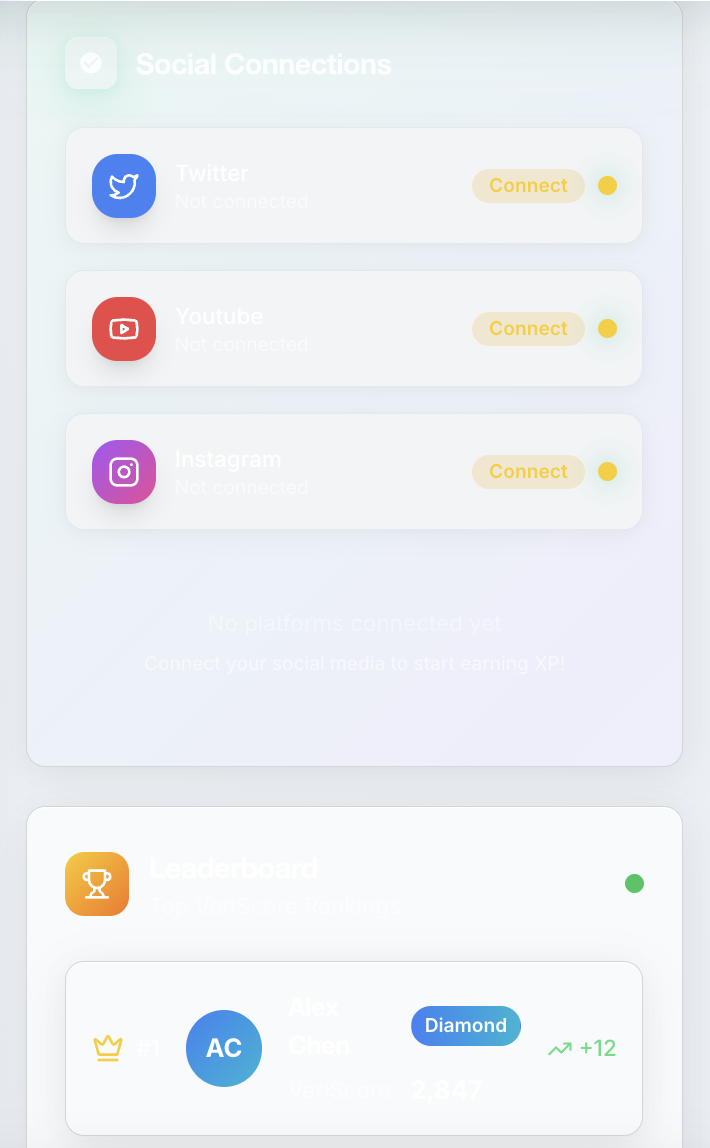 Social Connections
Twitter
Not connected
Connect
Youtube
Not connected
Connect
Instagram
Not connected
Connect
No platforms connected yet
Connect your social media to start earning XP!
Leaderboard
Top VeriScore Rankings
#1
AC
Alex
Chen
Diamond
VeriScore
2,847
+12